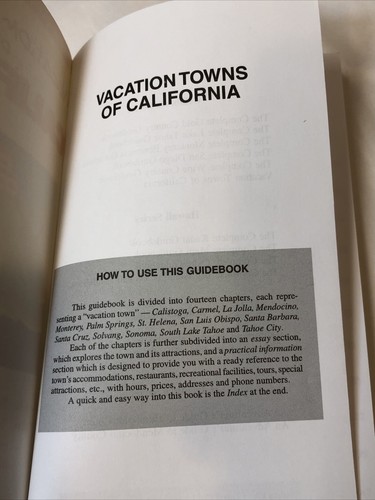 VACATION TOWNS
OF CALIFORNIA
HOW TO USE THIS GUIDEBOOK
This guidebook is divided into fourteen chapters, each repre-
senting a "vacation town" — Calistoga, Carmel, La Jolla, Mendocino,
Monterey, Palm Springs, St. Helena, San Luis Obispo, Santa Barbara,
Santa Cruz, Solvang, Sonoma, South Lake Tahoe and Tahoe City.
Each of the chapters is further subdivided into an essay section,
which explores the town and its attractions, and a practical information
section which is designed to provide you with a ready reference to the
town's accommodations, restaurants, recreational facilities, tours, special
attractions, etc., with hours, prices, addresses and phone numbers.
A quick and easy way into this book is the Index at the end.